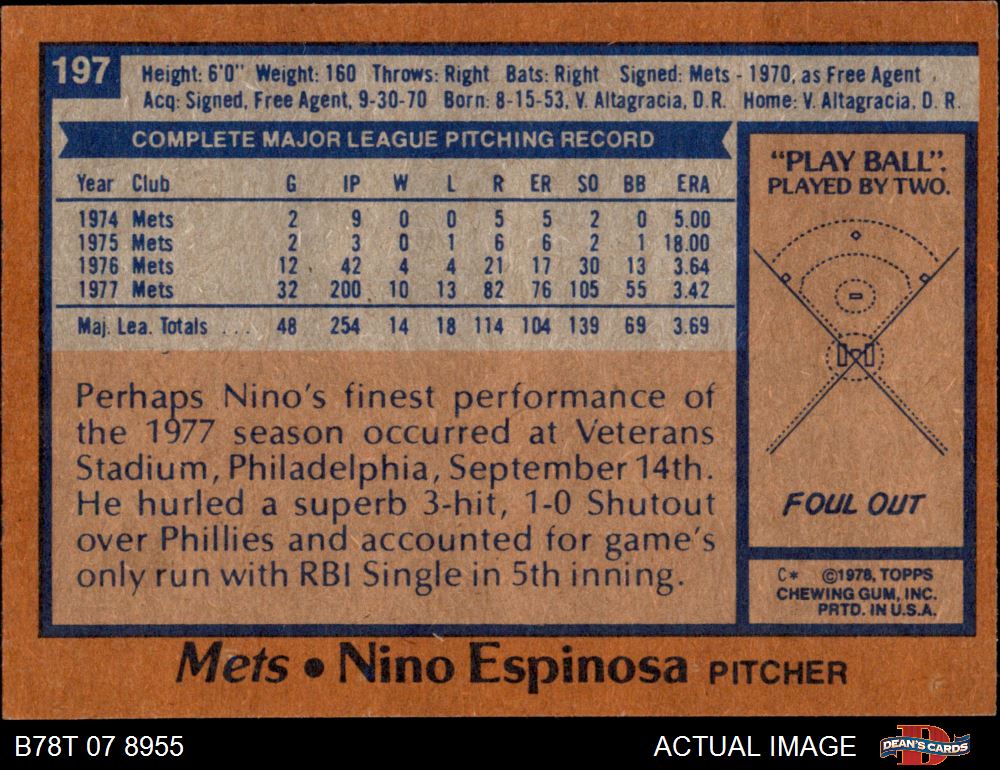 197
Height: 6'0" Weight: 160 Throws: Right Bats: Right Signed: Mets - 1970, as Free Agent
Acq: Signed, Free Agent, 9-30-70 Born: 8-15-53, V. Altagracia, D.R. Home: V. Altagracia, D. R.
COMPLETE MAJOR LEAGUE PITCHING RECORD
Year Club G IP W L R ER SO BB ERA
1974 Mets 2 9 0 0 5 5 2 0 5.00
1975 Mets 2 3 0 1 6 6 2 1 18.00
1976 Mets 12 42 4 4 21 17 30 13 3.64
1977 Mets 32 200 10 13 82 76 105 55 3.42
Maj. Lea. Totals ... 48 254 14 18 114 104 139 69 3.69
Perhaps Nino's finest performance of
the 1977 season occurred at Veterans
Stadium, Philadelphia, September 14th.
He hurled a superb 3-hit, 1-0 Shutout
over Phillies and accounted for game's
only run with RBI Single in 5th inning.
"PLAY BALL".
PLAYED BY TWO.
FOUL OUT
C* ©1978, TOPPS
CHEWING GUM, INC.
PRTD. IN U.S.A.
Mets • Nino Espinosa PITCHER
B78T 07 8955
ACTUAL IMAGE
D
DEAN'S CARDS